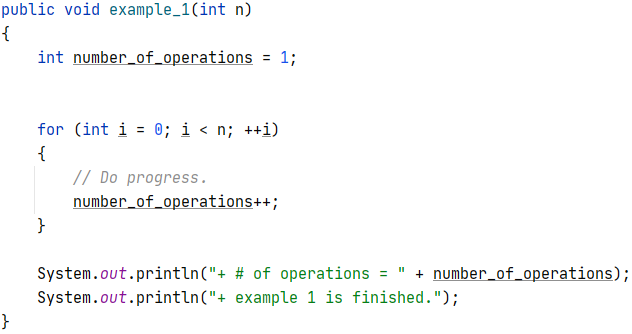 public void example_1(int n)
{
    int number_of_operations = 1;
    for (int i = 0; i < n; ++i)
    {
        // Do progress.
        number_of_operations++;
    }
    System.out.println("+ # of operations = " + number_of_operations);
    System.out.println("+ example 1 is finished.");
}